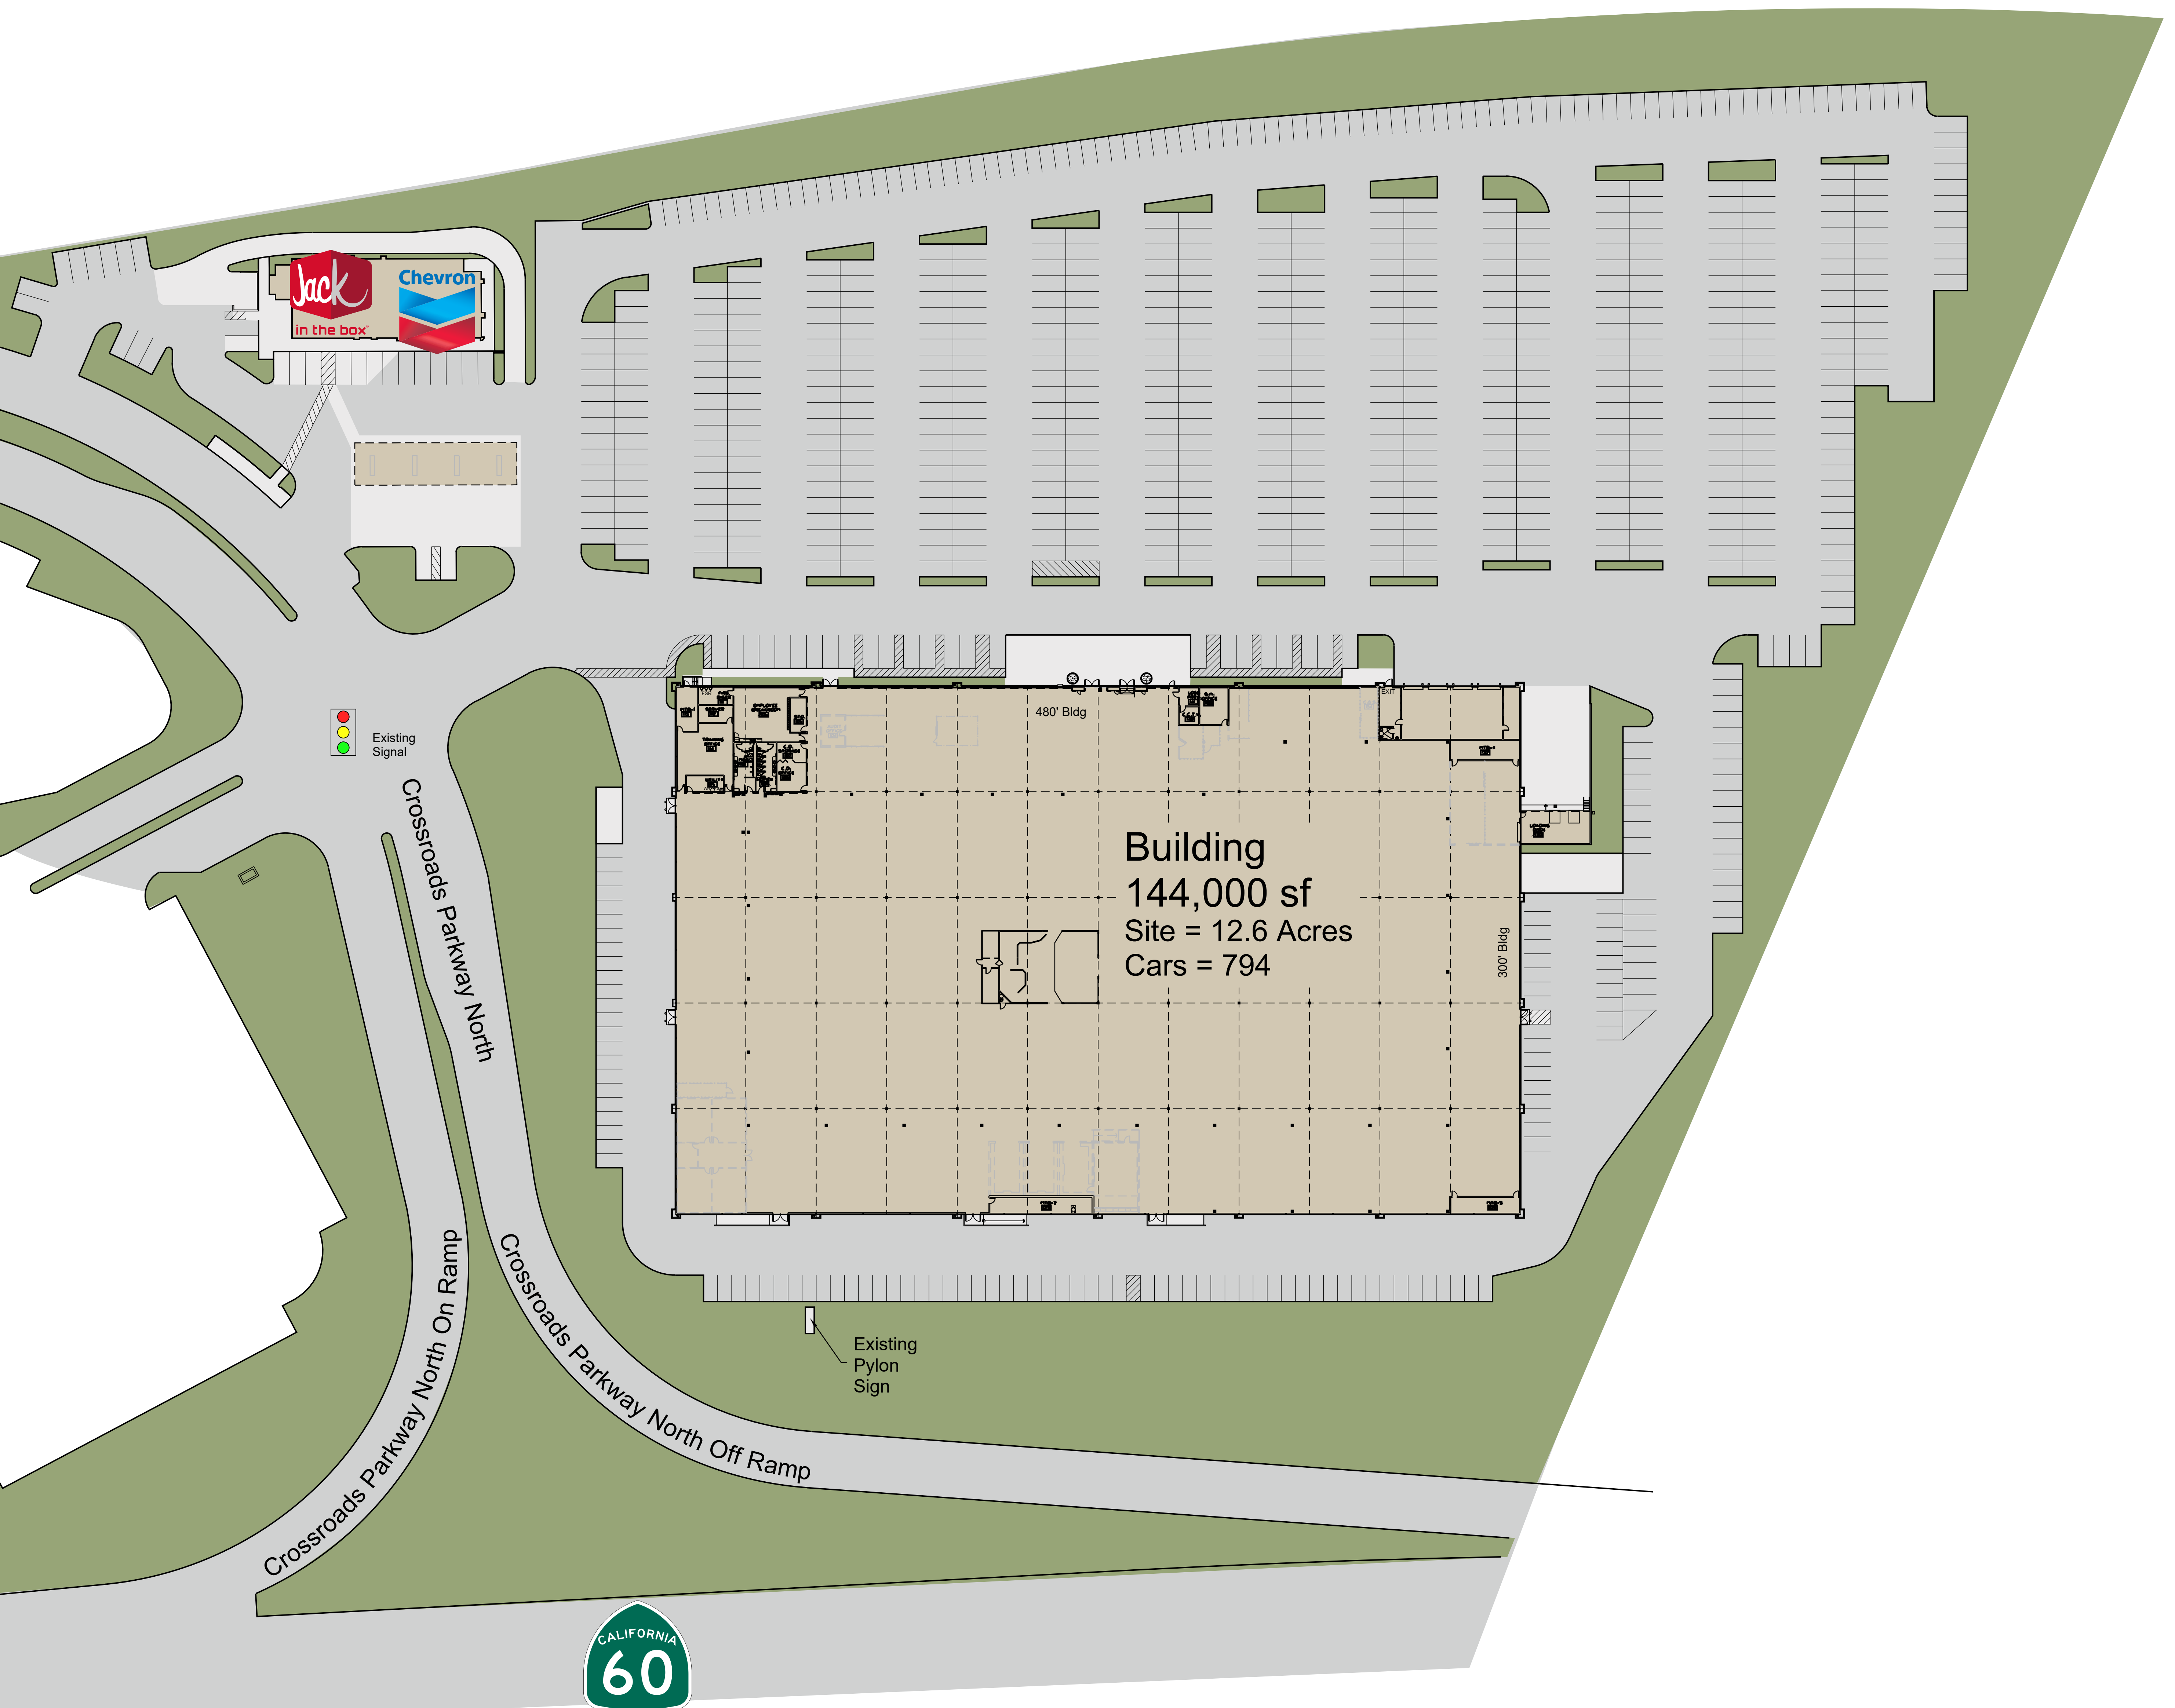 Jack
in the box®
Chevron
Existing
Signal
Crossroads Parkway North
480' Bldg
EXIT
Building
144,000 sf
Site = 12.6 Acres
Cars = 794
300' Bldg
Crossroads Parkway North On Ramp
Crossroads Parkway North Off Ramp
Existing
Pylon
Sign
CALIFORNIA
60